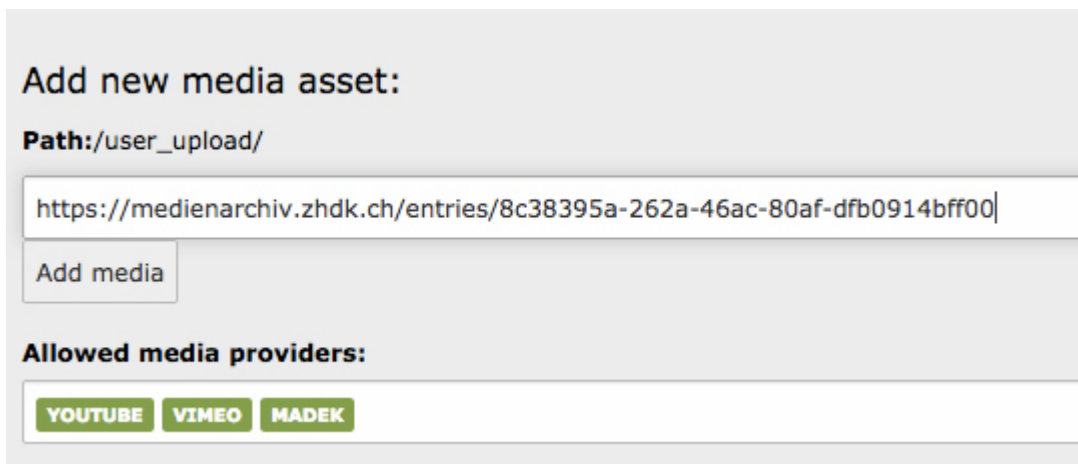 Add new media asset:
Path:/user_upload/
https://medienarchiv.zhdk.ch/entries/8c38395a-262a-46ac-80af-dfb0914bff00
Add media
Allowed media providers:
YOUTUBE VIMEO MADEK